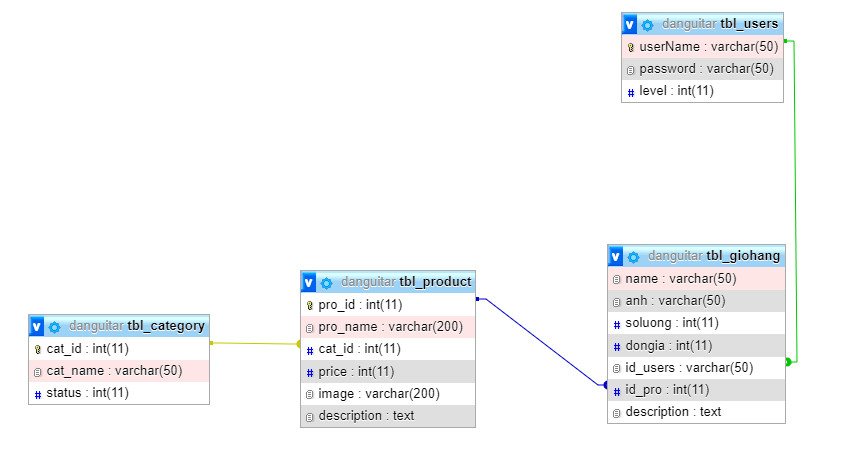 v danguitar tbl_users
userName : varchar(50)
password : varchar(50)
# level : int(11)
v danguitar tbl_giohang
name : varchar(50)
anh : varchar(50)
# soluong : int(11)
# dongia : int(11)
id_users : varchar(50)
# id_pro : int(11)
description : text
v danguitar tbl_product
pro_id : int(11)
pro_name : varchar(200)
# cat_id : int(11)
# price : int(11)
image : varchar(200)
description : text
v danguitar tbl_category
cat_id : int(11)
cat_name : varchar(50)
# status : int(11)